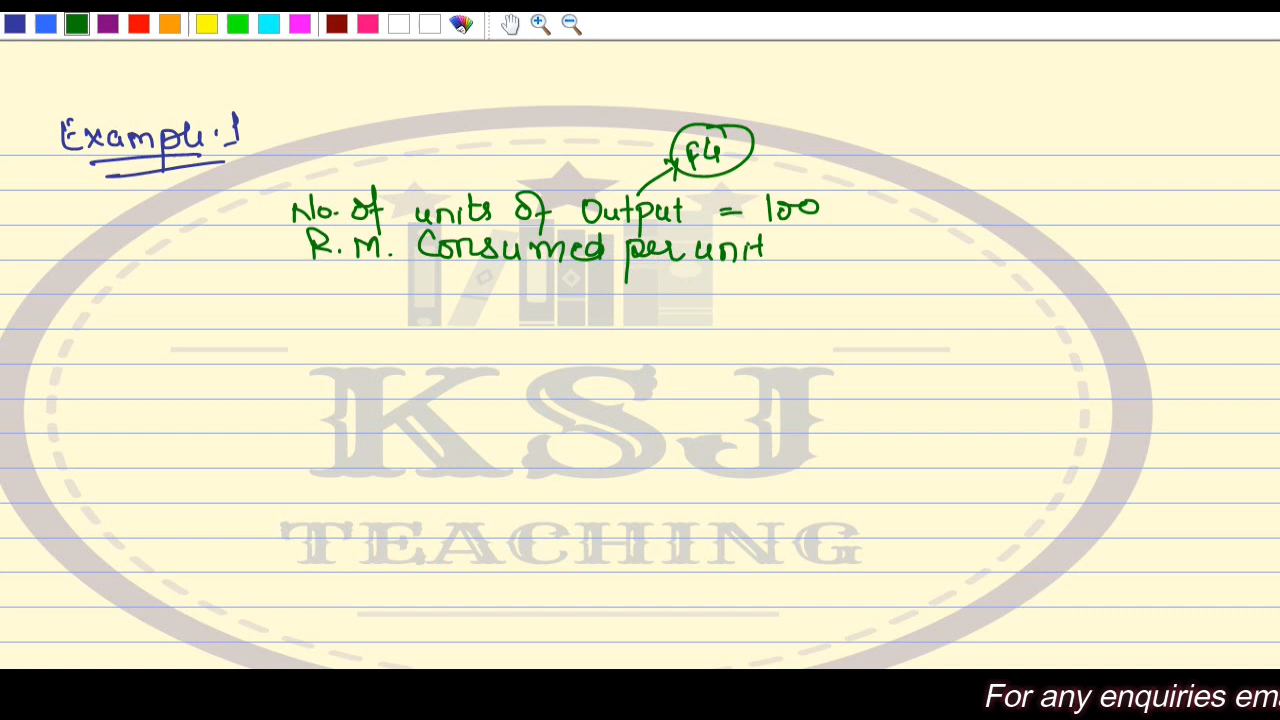 Example:1
FG
No. of units of Output = 100
R.M. Consumed per unit
KSJ
TEACHING
For any enquiries em